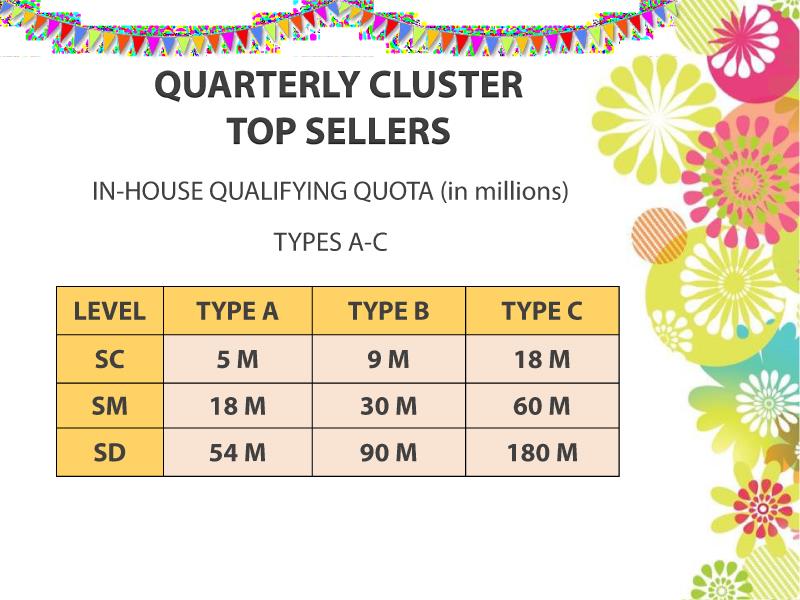 QUARTERLY CLUSTER
TOP SELLERS
IN-HOUSE QUALIFYING QUOTA (in millions)
TYPES A-C
LEVEL TYPE A TYPE B TYPE C
SC 5 M 9 M 18 M
SM 18 M 30 M 60 M
SD 54 M 90 M 180 M